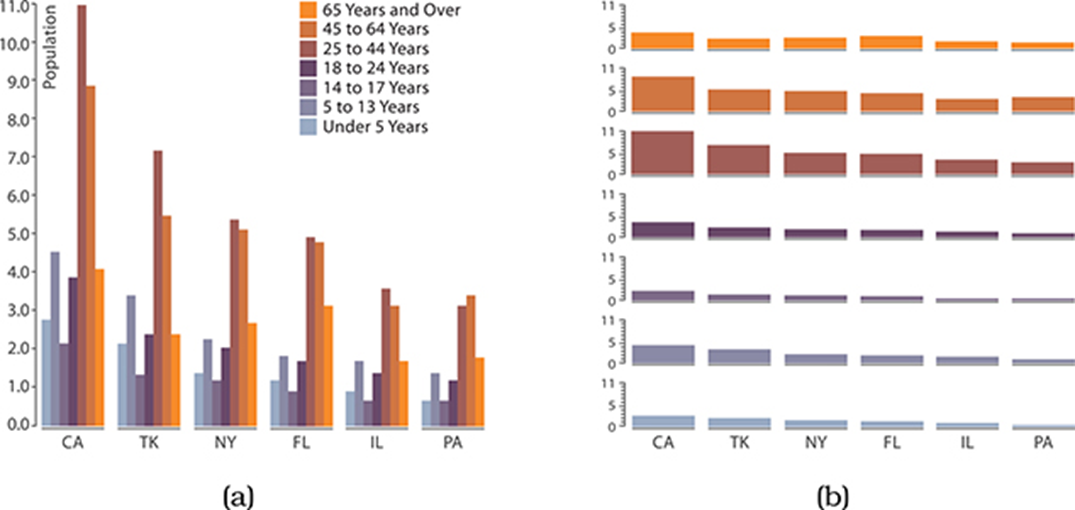 11.0
10.0
9.0
8.0
7.0
6.0
5.0
4.0
3.0
2.0
1.0
0.0
Population
65 Years and Over
45 to 64 Years
25 to 44 Years
18 to 24 Years
14 to 17 Years
5 to 13 Years
Under 5 Years
CA TK NY FL IL PA
(a)
11
5
0
11
5
0
11
5
0
11
5
0
11
5
0
11
5
0
11
5
0
CA TK NY FL IL PA
(b)